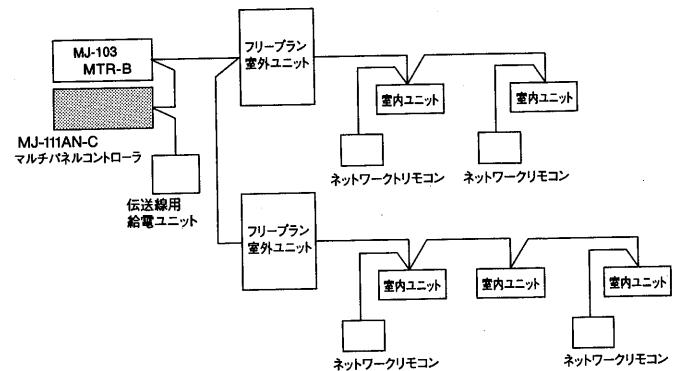 MJ-103
MTR-B
MJ-111AN-C
マルチパネルコントローラ
伝送線用
給電ユニット
フリープラン
室外ユニット
室内ユニット
室内ユニット
ネットワークトリモコン
ネットワークリモコン
フリープラン
室外ユニット
室内ユニット
室内ユニット
室内ユニット
ネットワークリモコン
ネットワークリモコン